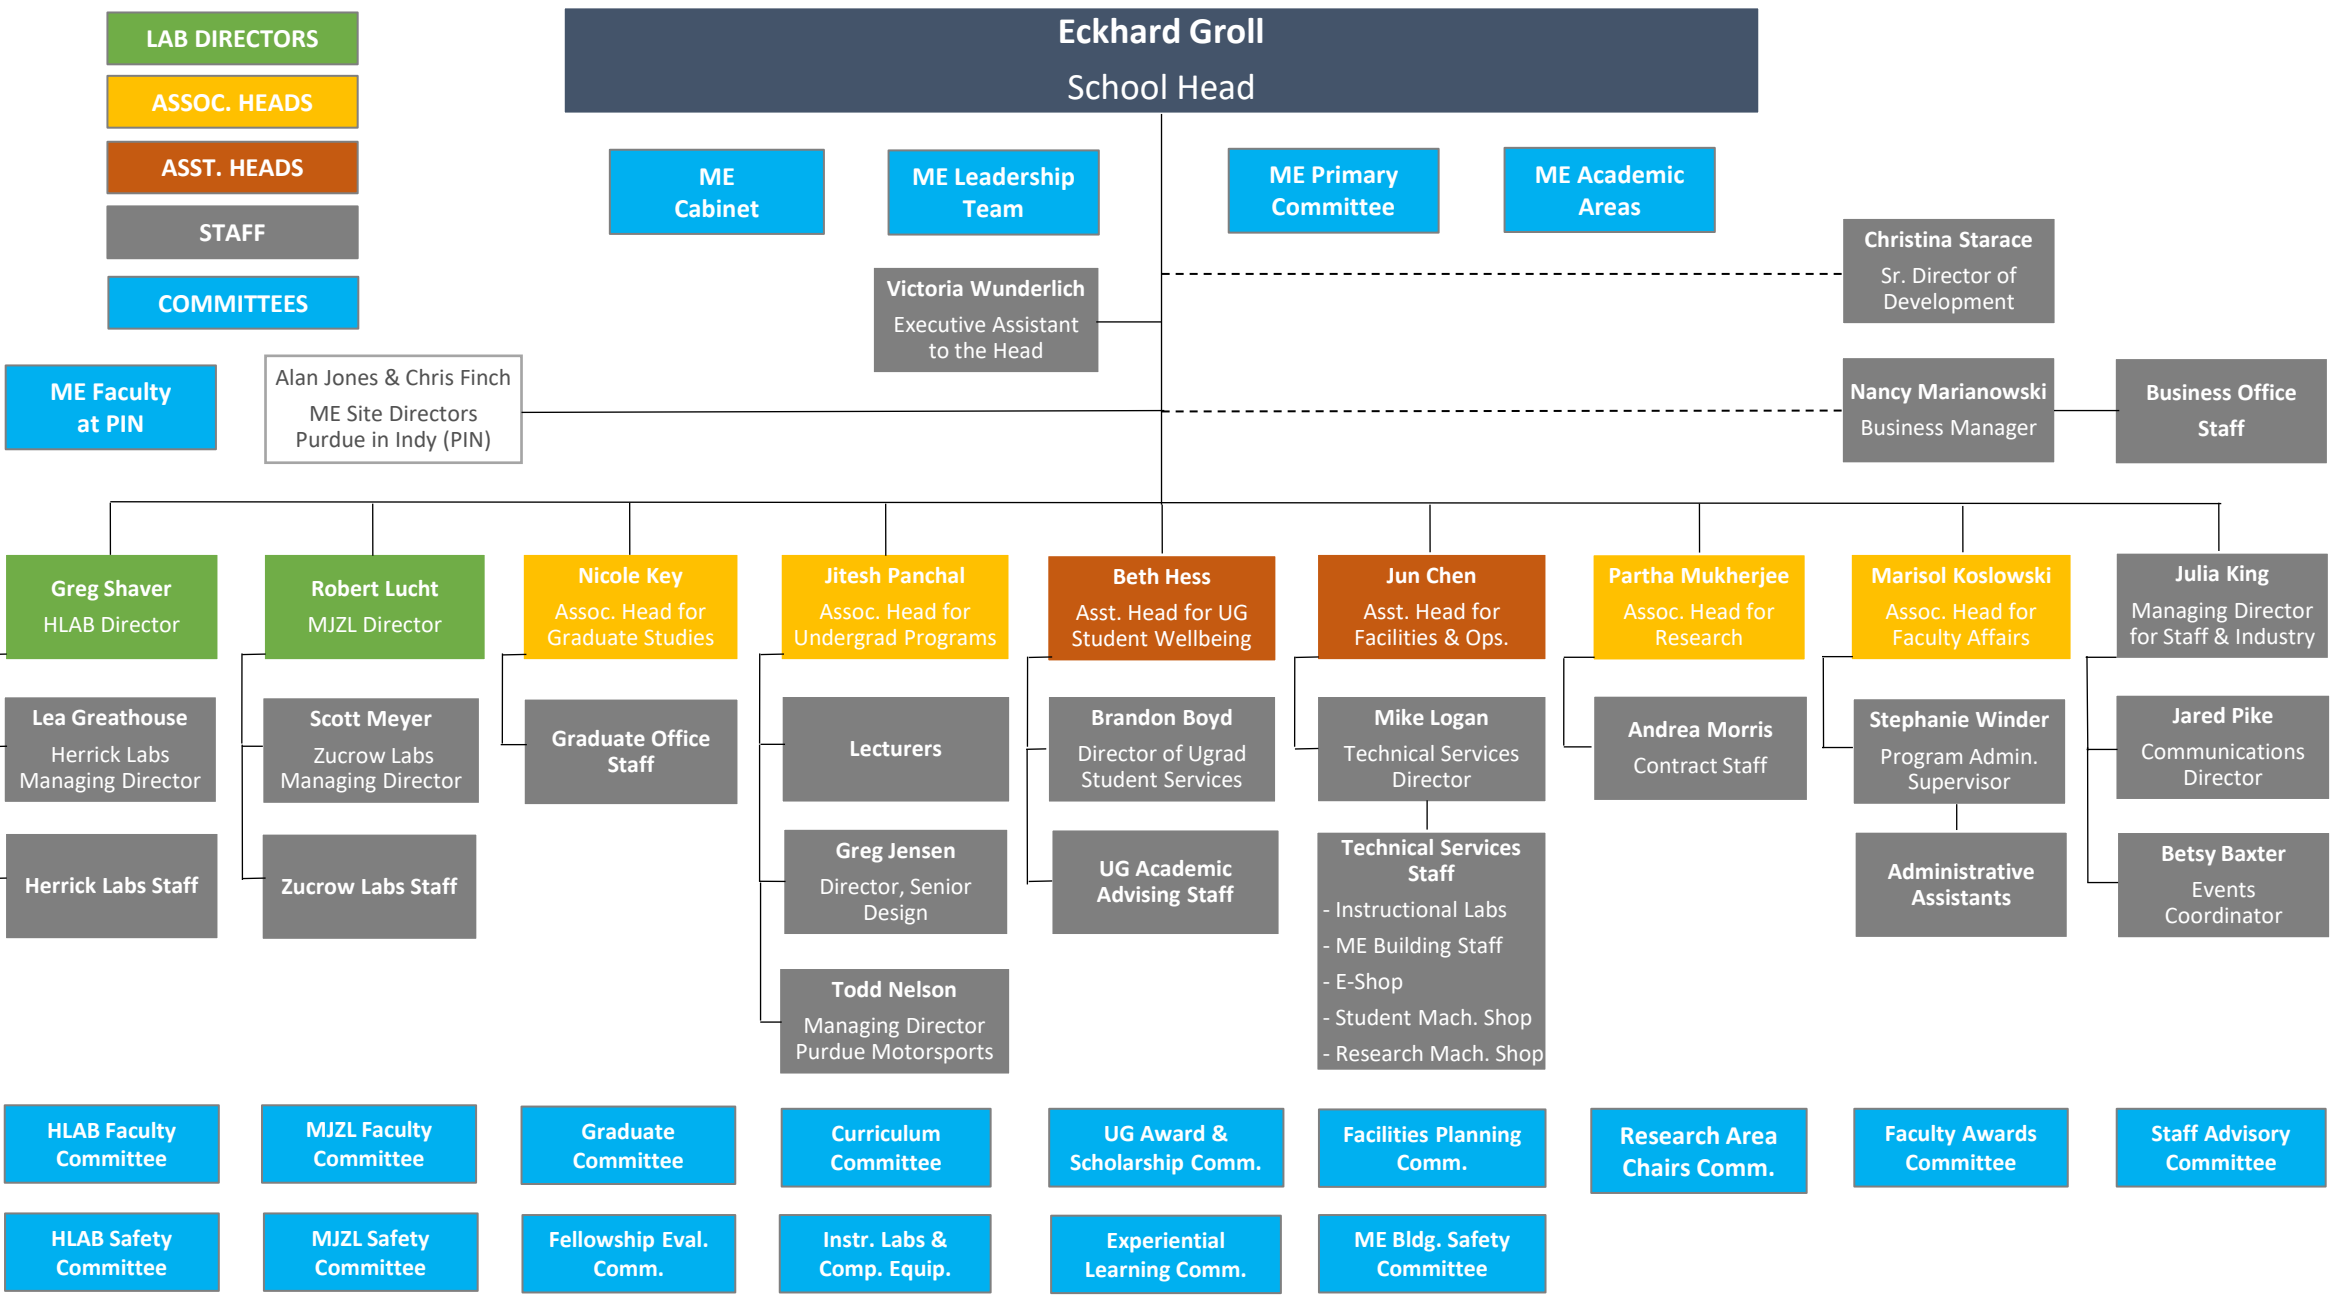 LAB DIRECTORS
ASSOC. HEADS
ASST. HEADS
STAFF
COMMITTEES
Eckhard Groll
School Head
ME
Cabinet
ME Leadership
Team
ME Primary
Committee
ME Academic
Areas
Christina Starace
Sr. Director of
Development
Victoria Wunderlich
Executive Assistant
to the Head
ME Faculty
at PIN
Alan Jones & Chris Finch
ME Site Directors
Purdue in Indy (PIN)
Nancy Marianowski
Business Manager
Business Office
Staff
Greg Shaver
HLAB Director
Robert Lucht
MJZL Director
Nicole Key
Assoc. Head for
Graduate Studies
Jitesh Panchal
Assoc. Head for
Undergrad Programs
Beth Hess
Asst. Head for UG
Student Wellbeing
Jun Chen
Asst. Head for
Facilities & Ops.
Partha Mukherjee
Assoc. Head for
Research
Marisol Koslowski
Assoc. Head for
Faculty Affairs
Julia King
Managing Director
for Staff & Industry
Lea Greathouse
Herrick Labs
Managing Director
Scott Meyer
Zucrow Labs
Managing Director
Graduate Office
Staff
Lecturers
Brandon Boyd
Director of Ugrad
Student Services
Mike Logan
Technical Services
Director
Andrea Morris
Contract Staff
Stephanie Winder
Program Admin.
Supervisor
Jared Pike
Communications
Director
Herrick Labs Staff
Zucrow Labs Staff
Greg Jensen
Director, Senior
Design
UG Academic
Advising Staff
Technical Services
Staff
- Instructional Labs
- ME Building Staff
- E-Shop
- Student Mach. Shop
- Research Mach. Shop
Administrative
Assistants
Betsy Baxter
Events
Coordinator
Todd Nelson
Managing Director
Purdue Motorsports
HLAB Faculty
Committee
MJZL Faculty
Committee
Graduate
Committee
Curriculum
Committee
UG Award &
Scholarship Comm.
Facilities Planning
Comm.
Research Area
Chairs Comm.
Faculty Awards
Committee
Staff Advisory
Committee
HLAB Safety
Committee
MJZL Safety
Committee
Fellowship Eval.
Comm.
Instr. Labs &
Comp. Equip.
Experiential
Learning Comm.
ME Bldg. Safety
Committee